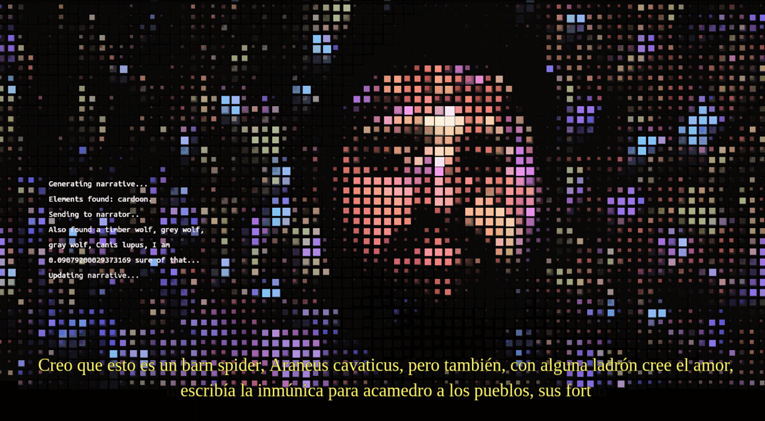 Generating narrative...
Elements found: cardoon.
Sending to narrator..
Also found a timber wolf, grey wolf,
gray wolf, Canis lupus, I am
0.09079200029373169 sure of that...
Updating narrative...
Creo que esto es un barn spider, Araneus cavaticus, pero también, con alguna ladrón cree el amor,
escribía la inmúnica para acamedro a los pueblos, sus fort